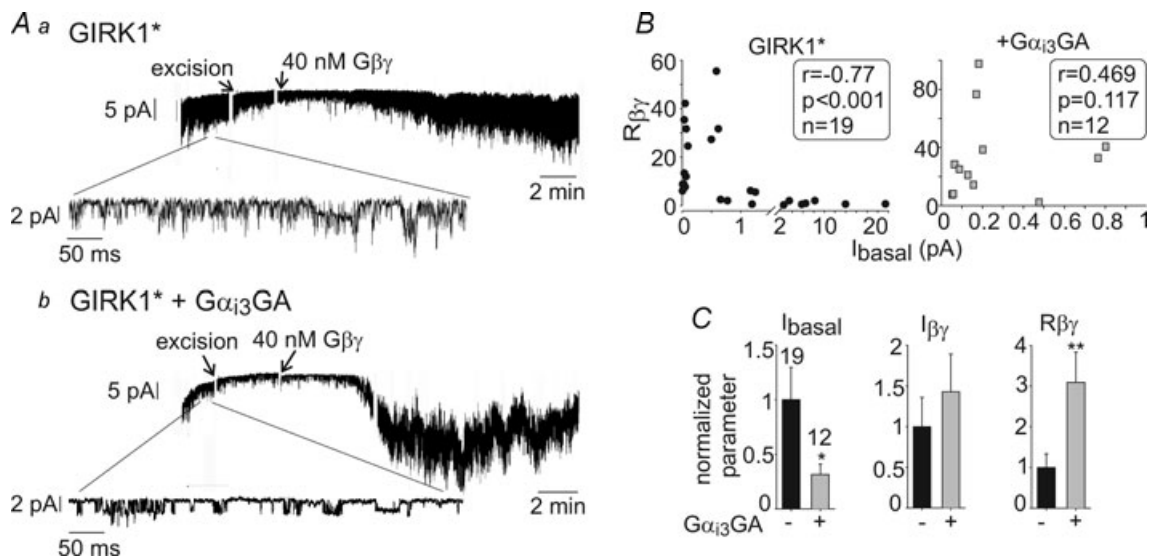 A a GIRK1*
excision
40 nM Gβγ
5 pA
2 min
2 pA
50 ms
b GIRK1* + Gαi3GA
excision
40 nM Gβγ
5 pA
2 min
2 pA
50 ms
B
GIRK1*
r=-0.77
p<0.001
n=19
Rβγ
60
40
20
0
0 1 2 10 20
+Gαi3GA
r=0.469
p=0.117
n=12
80
40
0
0 0.2 0.4 0.6 0.8 1
Ibasal (pA)
C
normalized
parameter
Ibasal
1.5
1
0.5
0
19
12
*
Iβγ
2
1.5
1
0.5
0
Rβγ
4
3
2
1
0
**
Gαi3GA - + - + - +